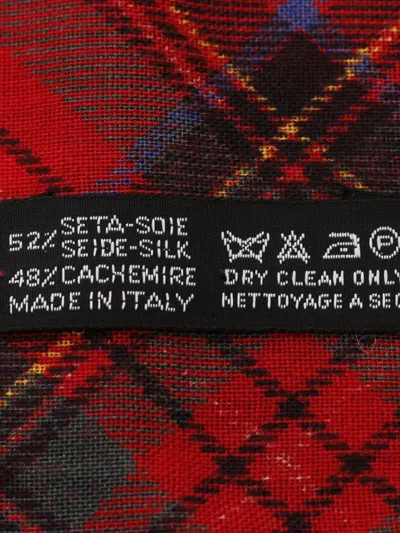 52% SETA-SOIE
SEIDE-SILK
48% CACHEMIRE
MADE IN ITALY
P
DRY CLEAN ONLY
NETTOYAGE A SEC